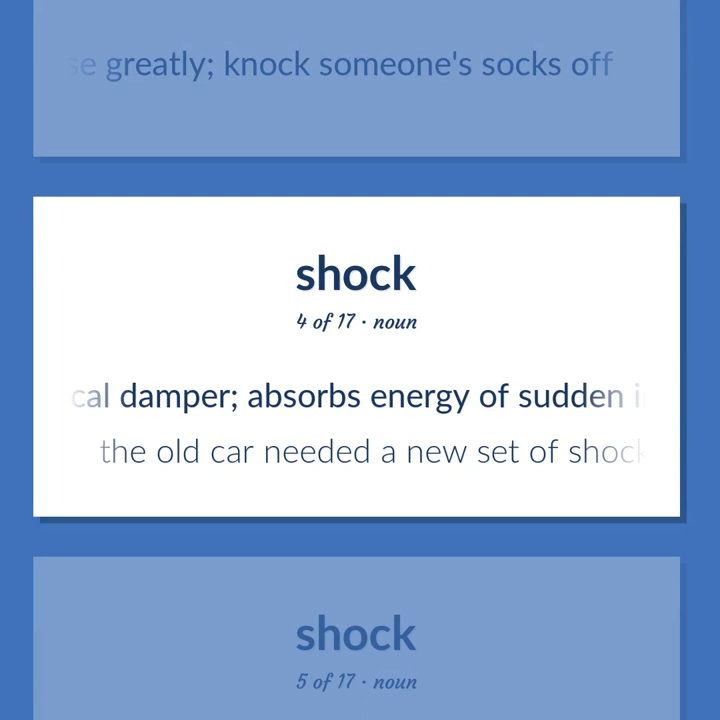 greatly; knock someone's socks off
shock
4 of 17 · noun
damper; absorbs energy of sudden
the old car needed a new set of
shock
5 of 17 · noun